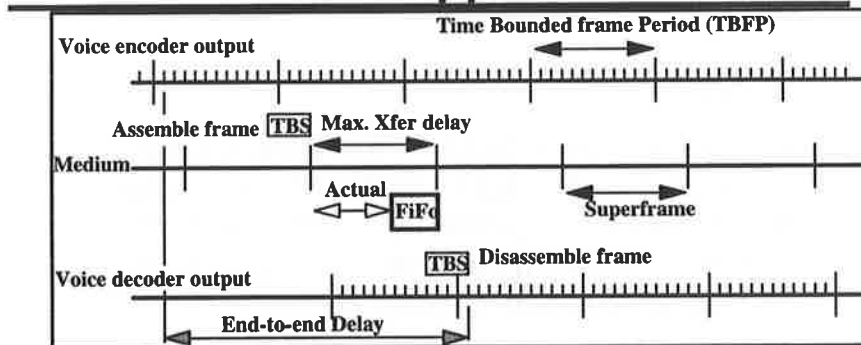 Time Bounded frame Period (TBFP)
Voice encoder output
Assemble frame TBS Max. Xfer delay
Medium
Actual
FiFo
Superframe
TBS Disassemble frame
Voice decoder output
End-to-end Delay